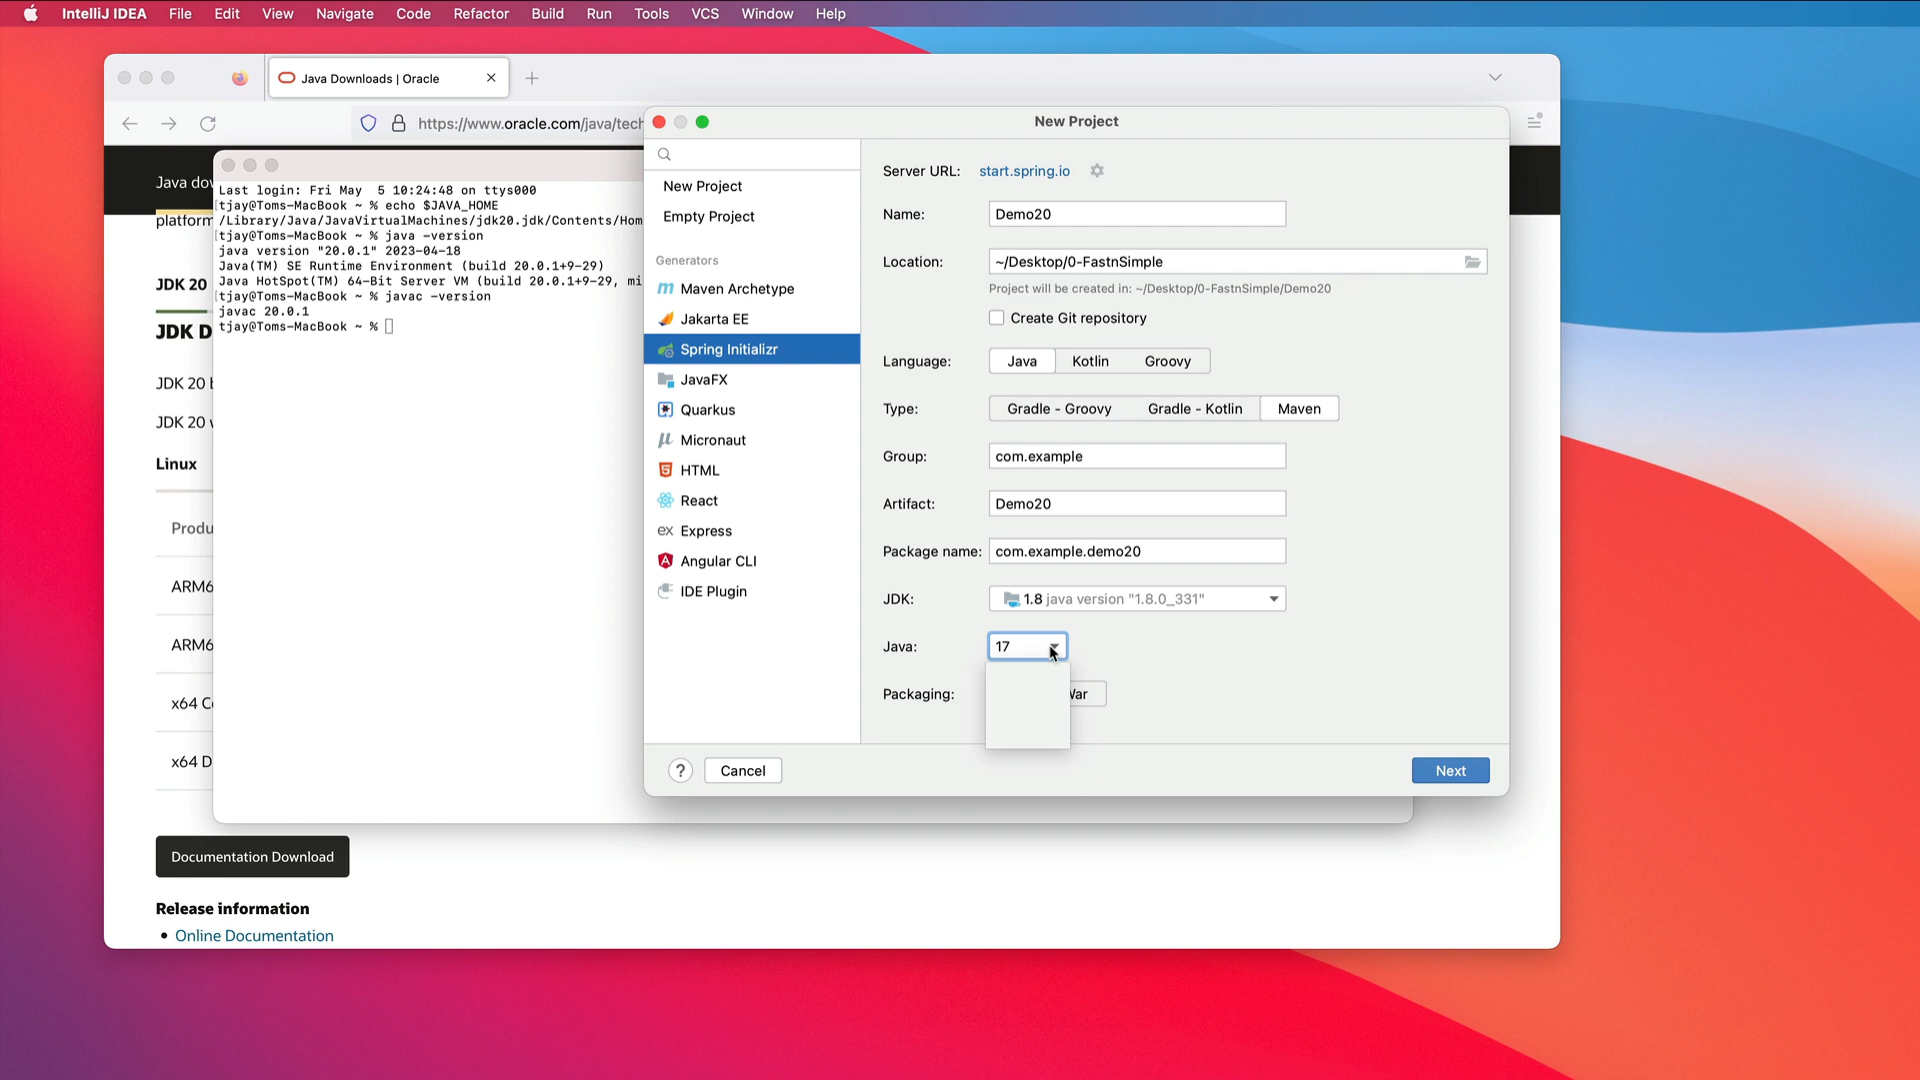 IntelliJ IDEA File Edit View Navigate Code Refactor Build Run Tools VCS Window Help
Java Downloads | Oracle
https://www.oracle.com/java/tech
Java dow
platform
JDK 20
JDK D
JDK 20
JDK 20
Linux
Produ
ARM6
ARM6
x64 C
x64 D
Documentation Download
Release information
• Online Documentation
Last login: Fri May  5 10:24:48 on ttys000
[tjay@Toms-MacBook ~ % echo $JAVA_HOME
/Library/Java/JavaVirtualMachines/jdk20.jdk/Contents/Hom
[tjay@Toms-MacBook ~ % java -version
java version "20.0.1" 2023-04-18
Java(TM) SE Runtime Environment (build 20.0.1+9-29)
Java HotSpot(TM) 64-Bit Server VM (build 20.0.1+9-29, mi
[tjay@Toms-MacBook ~ % javac -version
javac 20.0.1
tjay@Toms-MacBook ~ %
New Project
New Project
Empty Project
Generators
Maven Archetype
Jakarta EE
Spring Initializr
JavaFX
Quarkus
Micronaut
HTML
React
ex Express
Angular CLI
IDE Plugin
Server URL: start.spring.io
Name: Demo20
Location: ~/Desktop/0-FastnSimple
Project will be created in: ~/Desktop/0-FastnSimple/Demo20
Create Git repository
Language: Java Kotlin Groovy
Type: Gradle - Groovy Gradle - Kotlin Maven
Group: com.example
Artifact: Demo20
Package name: com.example.demo20
JDK: 1.8 java version "1.8.0_331"
Java: 17
Packaging: War
? Cancel Next